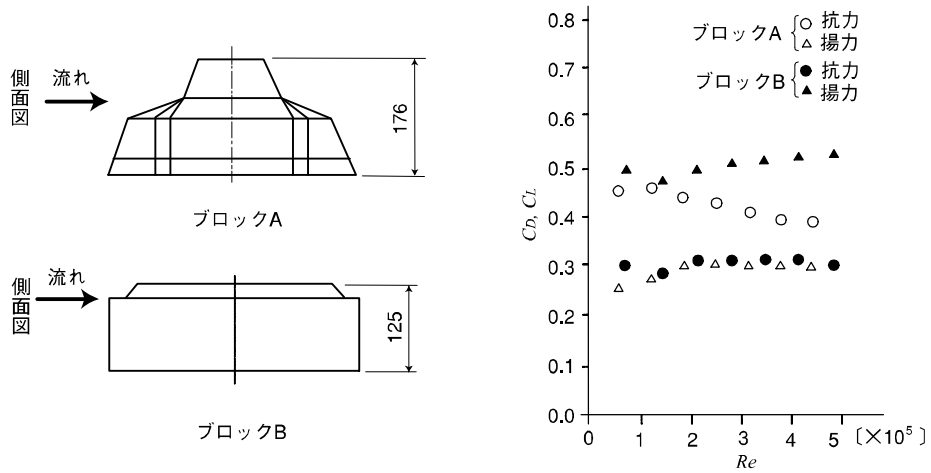 側面図
流れ
176
ブロックA
側面図
流れ
125
ブロックB
ブロックA
抗力
揚力
ブロックB
抗力
揚力
0.8
0.7
0.6
0.5
0.4
0.3
0.2
0.1
0.0
CD, CL
0 1 2 3 4 5 〔×10⁵〕
Re